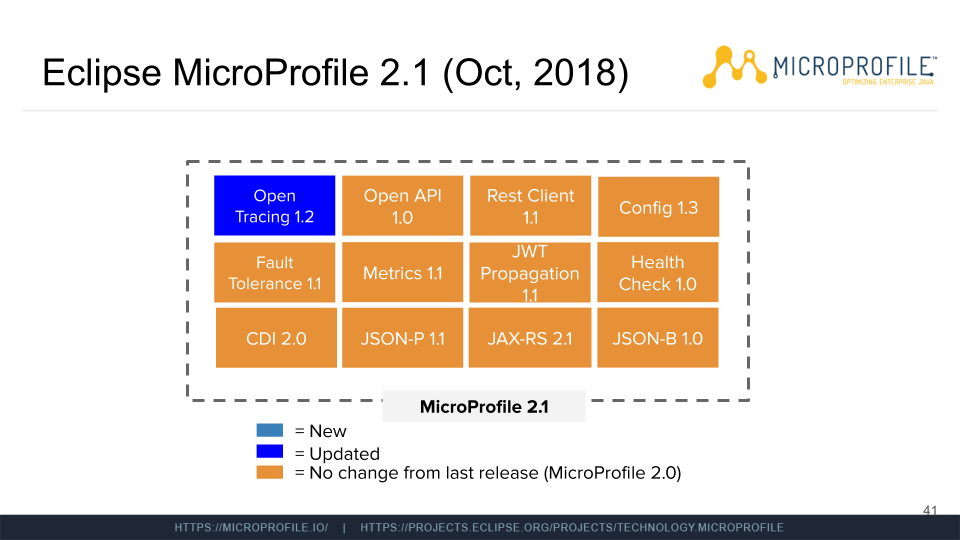 Eclipse MicroProfile 2.1 (Oct, 2018)
MICROPROFILE™
OPTIMIZING ENTERPRISE JAVA
Open
Tracing 1.2
Open API
1.0
Rest Client
1.1
Config 1.3
Fault
Tolerance 1.1
Metrics 1.1
JWT
Propagation
1.1
Health
Check 1.0
CDI 2.0
JSON-P 1.1
JAX-RS 2.1
JSON-B 1.0
MicroProfile 2.1
= New
= Updated
= No change from last release (MicroProfile 2.0)
41
HTTPS://MICROPROFILE.IO/ | HTTPS://PROJECTS.ECLIPSE.ORG/PROJECTS/TECHNOLOGY.MICROPROFILE